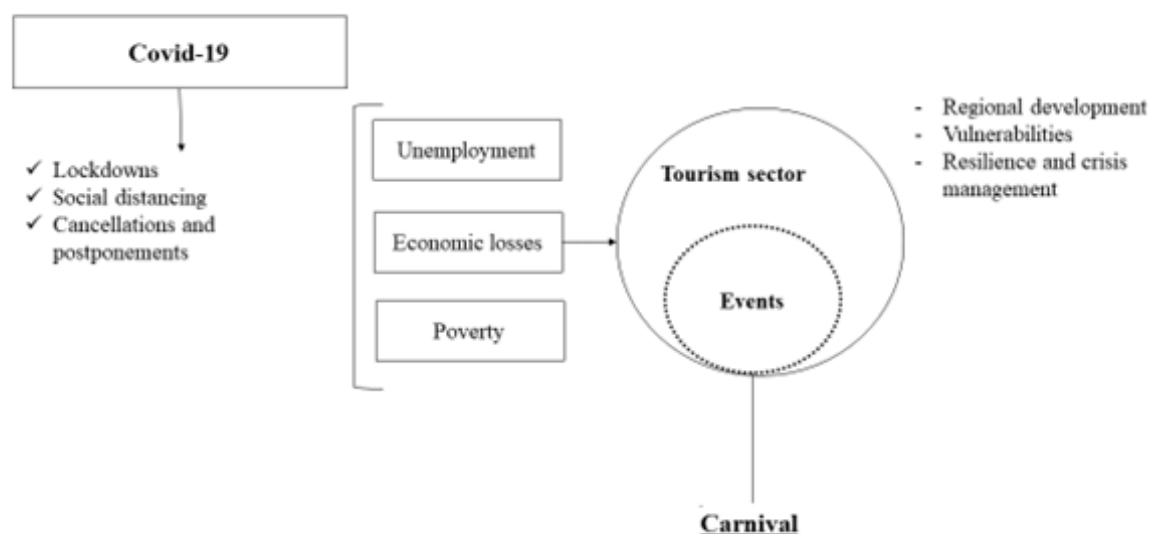 Covid-19
✓ Lockdowns
✓ Social distancing
✓ Cancellations and
postponements
Unemployment
Economic losses
Poverty
Tourism sector
Events
- Regional development
- Vulnerabilities
- Resilience and crisis
management
Carnival